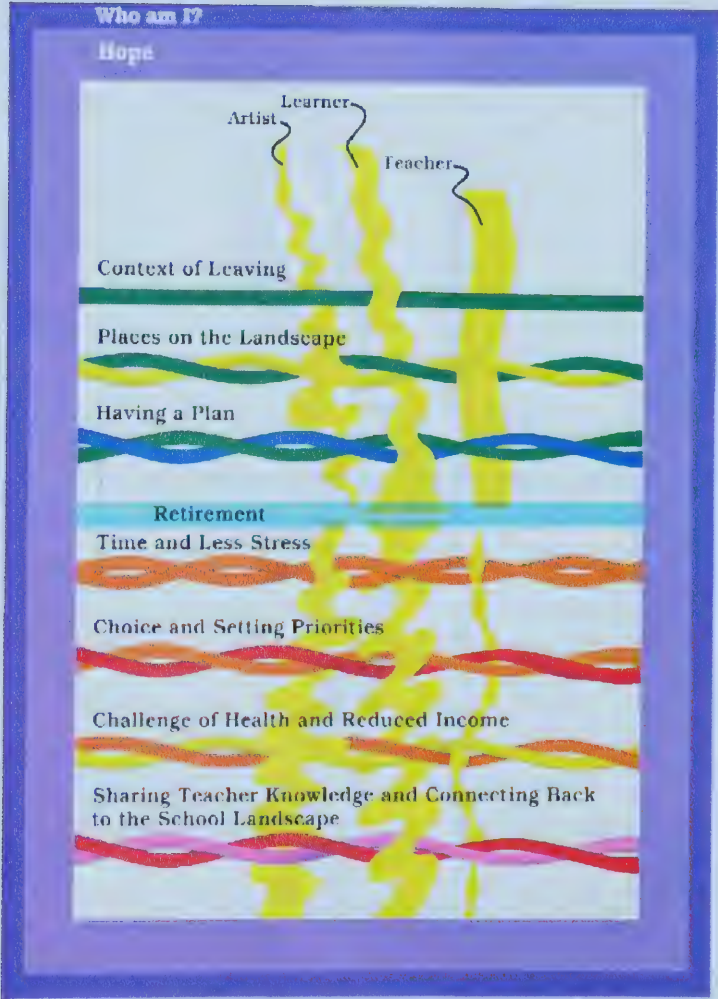 Who am I?
Hope
Learner
Artist
Teacher
Context of Leaving
Places on the Landscape
Having a Plan
Retirement
Time and Less Stress
Choice and Setting Priorities
Challenge of Health and Reduced Income
Sharing Teacher Knowledge and Connecting Back
to the School Landscape